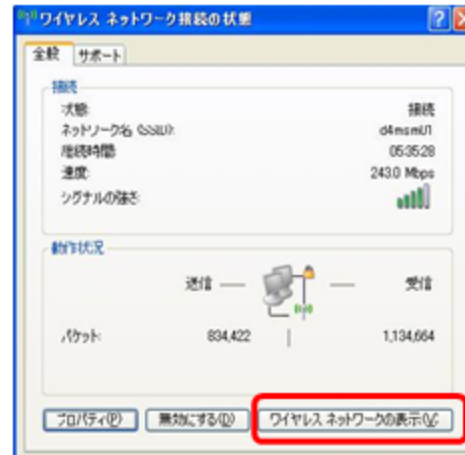 ワイヤレス ネットワーク接続の状態
全般 サポート
接続
状態: 接続
ネットワーク名 (SSID): d4msmU1
継続時間: 05:35:28
速度: 243.0 Mbps
シグナルの強さ:
動作状況
送信 受信
パケット: 834,422 1,134,664
プロパティ(P) 無効にする(D) ワイヤレス ネットワークの表示(V)